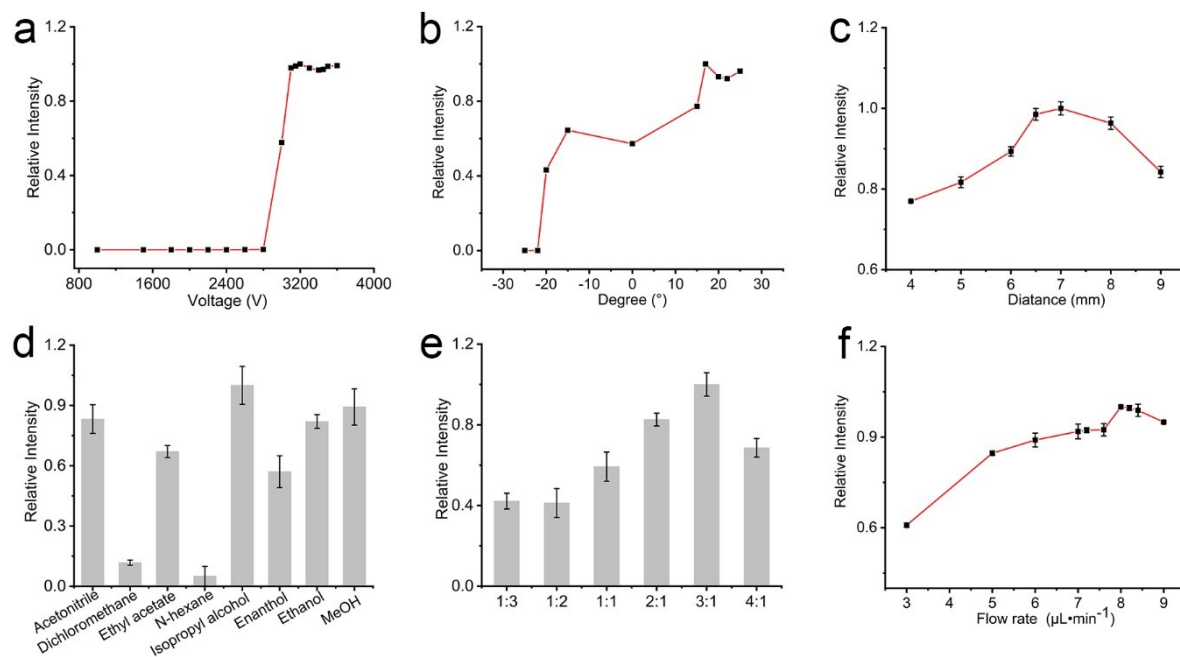 a
Relative Intensity
1.2
0.8
0.4
0.0
800
1600
2400
3200
4000
Voltage (V)
b
Relative Intensity
1.2
0.8
0.4
0.0
-30
-20
-10
0
10
20
30
Degree (°)
c
Relative Intensity
1.2
1.0
0.8
0.6
4
5
6
7
8
9
Diatance (mm)
d
Relative Intensity
1.2
0.9
0.6
0.3
0.0
Acetonitrile
Dichloromethane
Ethyl acetate
N-hexane
Isopropyl alcohol
Enanthol
Ethanol
MeOH
e
Relative Intensity
1.2
0.8
0.4
0.0
1:3
1:2
1:1
2:1
3:1
4:1
f
Relative Intensity
1.2
0.9
0.6
3
4
5
6
7
8
9
Flow rate (µL•min⁻¹)